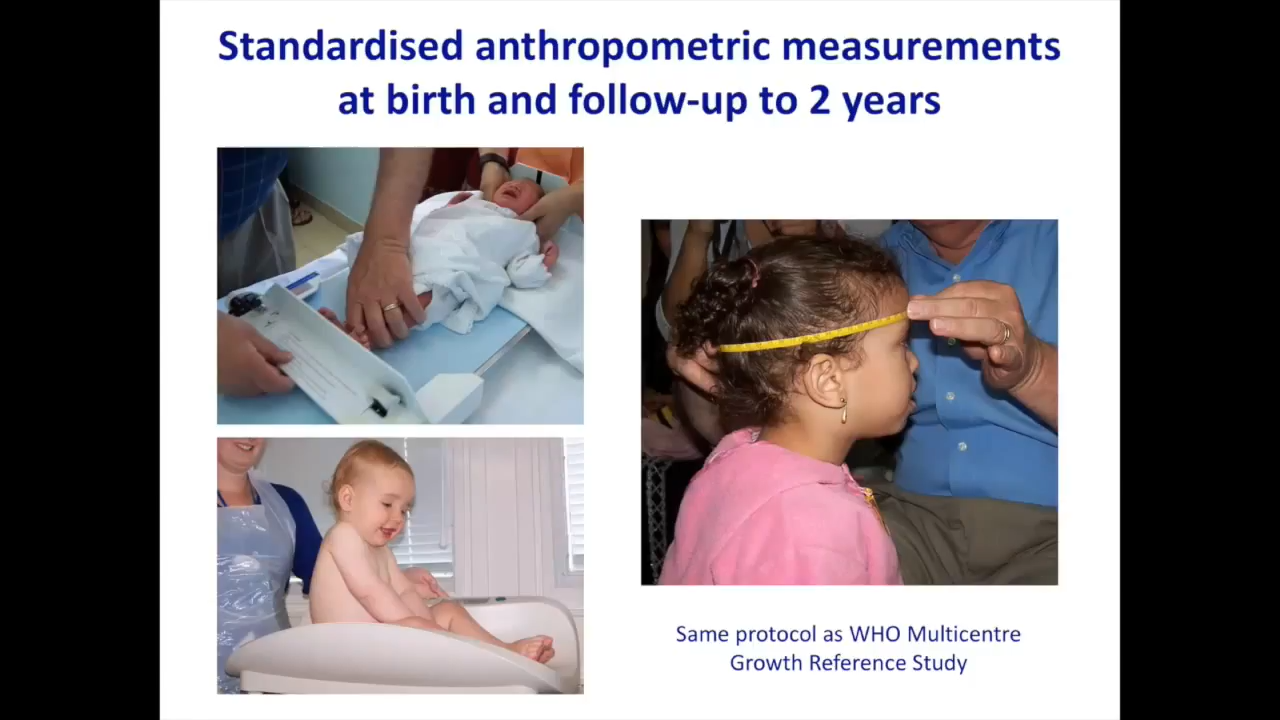 Standardised anthropometric measurements
at birth and follow-up to 2 years
Same protocol as WHO Multicentre
Growth Reference Study